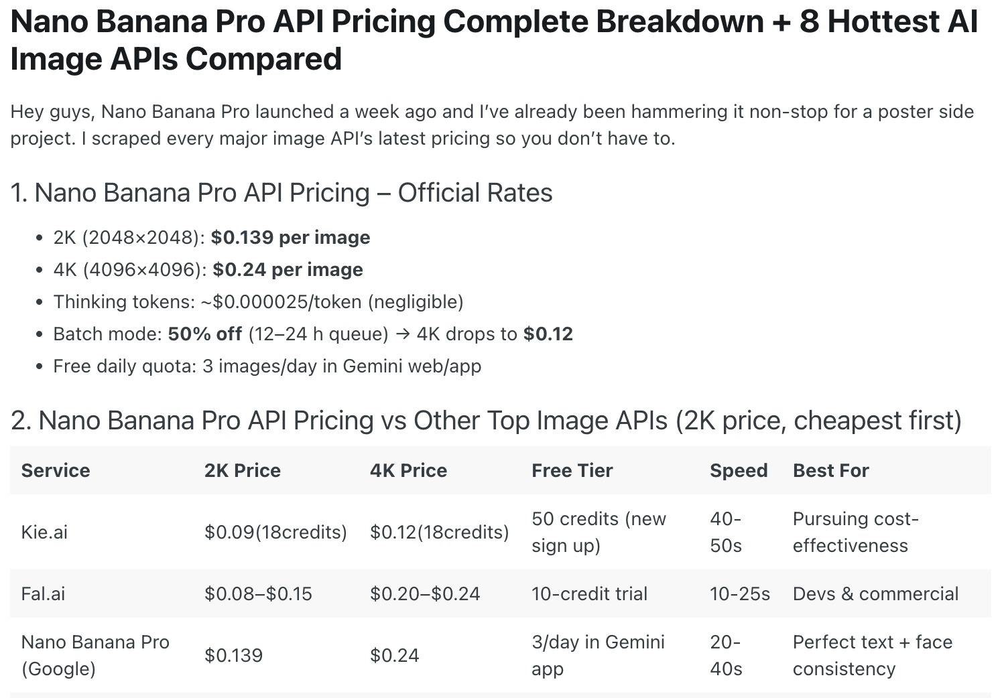 Nano Banana Pro API Pricing Complete Breakdown + 8 Hottest AI
Image APIs Compared
Hey guys, Nano Banana Pro launched a week ago and I’ve already been hammering it non-stop for a poster side
project. I scraped every major image API’s latest pricing so you don’t have to.
1. Nano Banana Pro API Pricing – Official Rates
• 2K (2048×2048): $0.139 per image
• 4K (4096×4096): $0.24 per image
• Thinking tokens: ~$0.000025/token (negligible)
• Batch mode: 50% off (12–24 h queue) → 4K drops to $0.12
• Free daily quota: 3 images/day in Gemini web/app
2. Nano Banana Pro API Pricing vs Other Top Image APIs (2K price, cheapest first)
Service 2K Price 4K Price Free Tier Speed Best For
Kie.ai $0.09(18credits) $0.12(18credits) 50 credits (new sign up) 40-50s Pursuing cost-effectiveness
Fal.ai $0.08–$0.15 $0.20–$0.24 10-credit trial 10-25s Devs & commercial
Nano Banana Pro (Google) $0.139 $0.24 3/day in Gemini app 20-40s Perfect text + face consistency